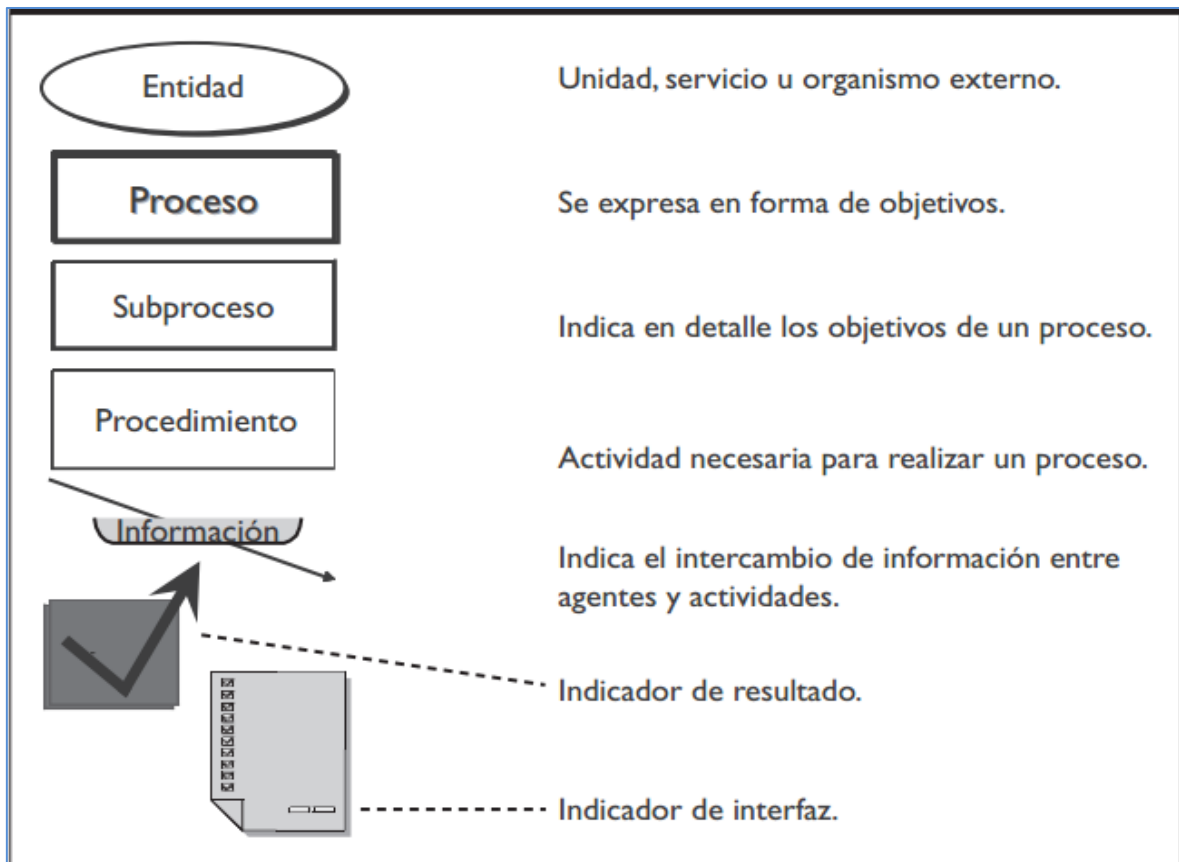 Entidad
Unidad, servicio u organismo externo.
Proceso
Se expresa en forma de objetivos.
Subproceso
Indica en detalle los objetivos de un proceso.
Procedimiento
Actividad necesaria para realizar un proceso.
Información
Indica el intercambio de información entre
agentes y actividades.
Indicador de resultado.
Indicador de interfaz.